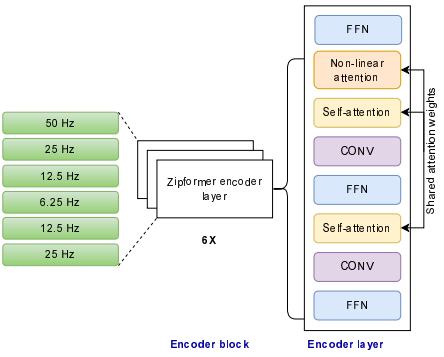 50 Hz
25 Hz
12.5 Hz
6.25 Hz
12.5 Hz
25 Hz
Zipformer encoder
layer
6X
Encoder block
FFN
Non-linear
attention
Self-attention
CONV
FFN
Self-attention
CONV
FFN
Shared attention weights
Encoder layer